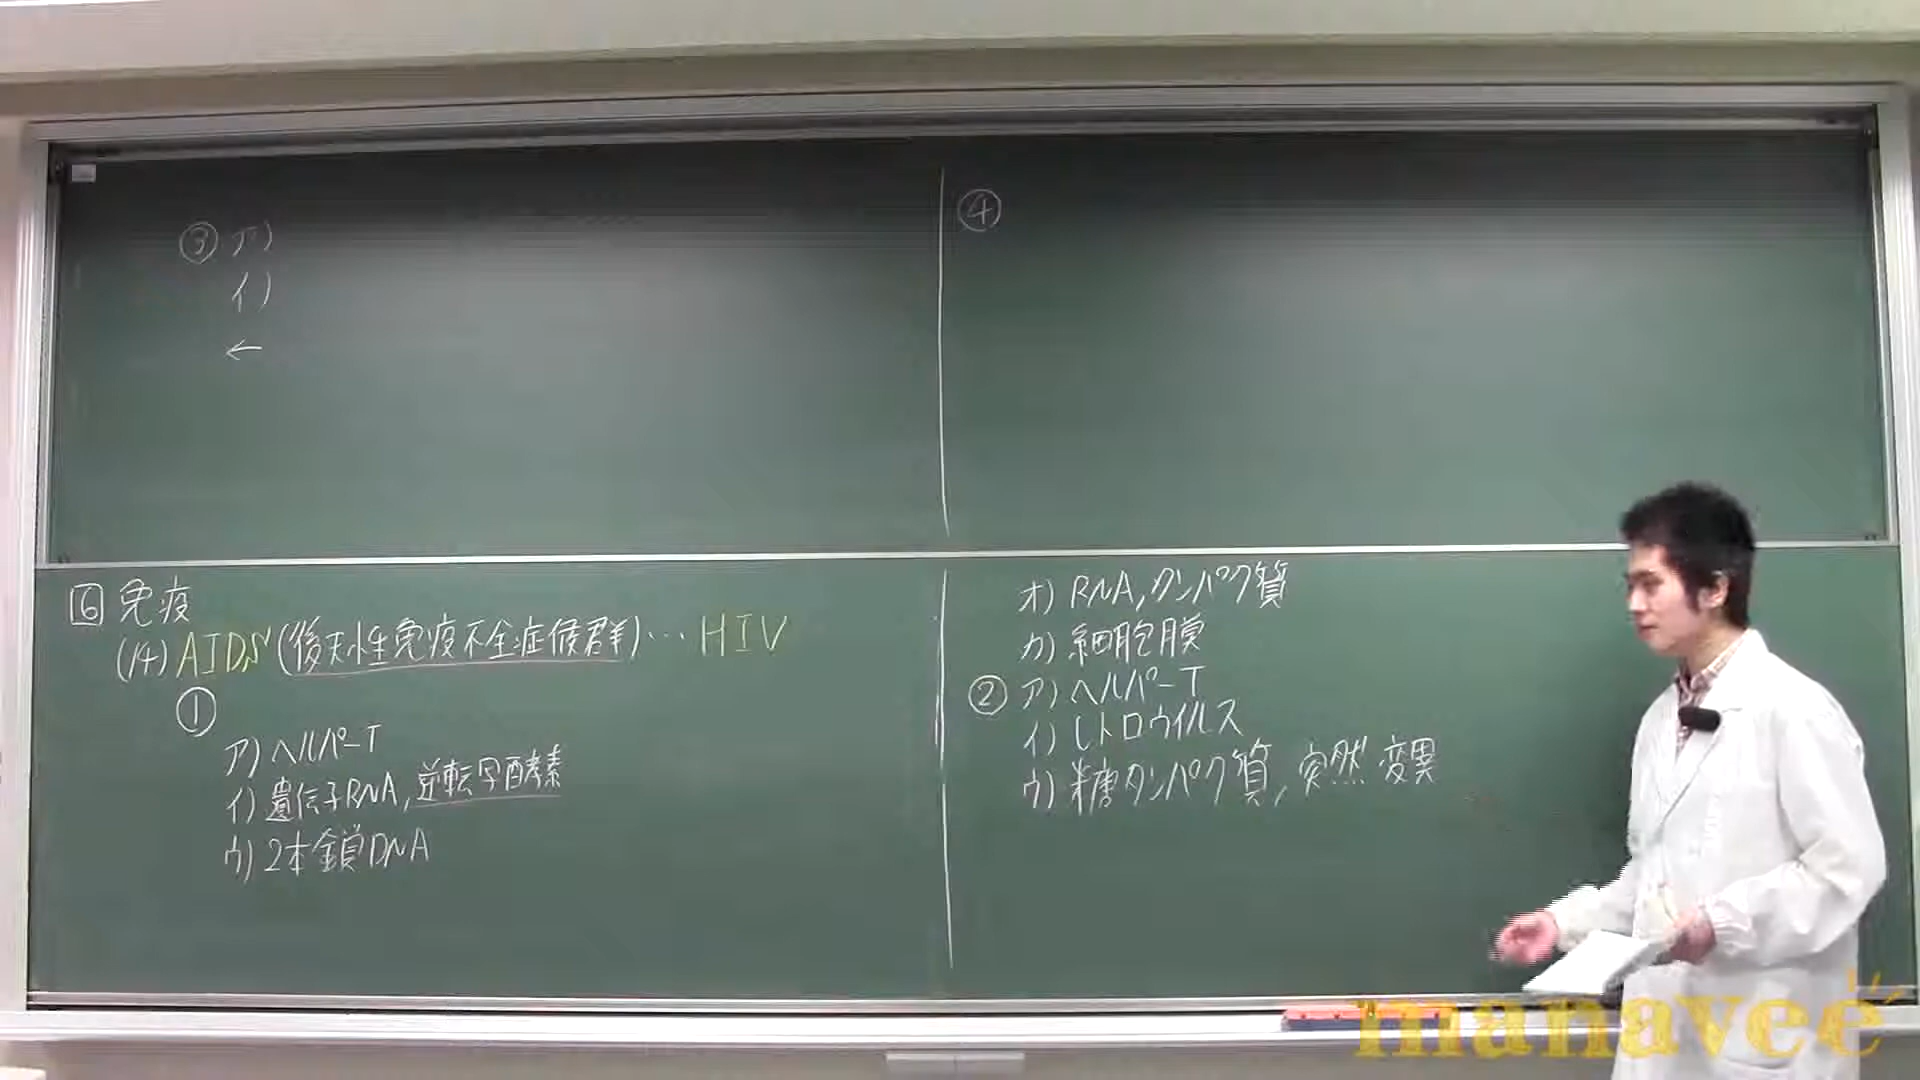 ③ ア)
イ)
←
④
6 免疫
(14) AIDS (後天性免疫不全症候群)… HIV
①
ア) ヘルパーT
イ) 遺伝子RNA, 逆転写酵素
ウ) 2本鎖DNA
オ) RNA, タンパク質
カ) 細胞膜
② ア) ヘルパーT
イ) レトロウイルス
ウ) 糖タンパク質, 突然変異
manavee